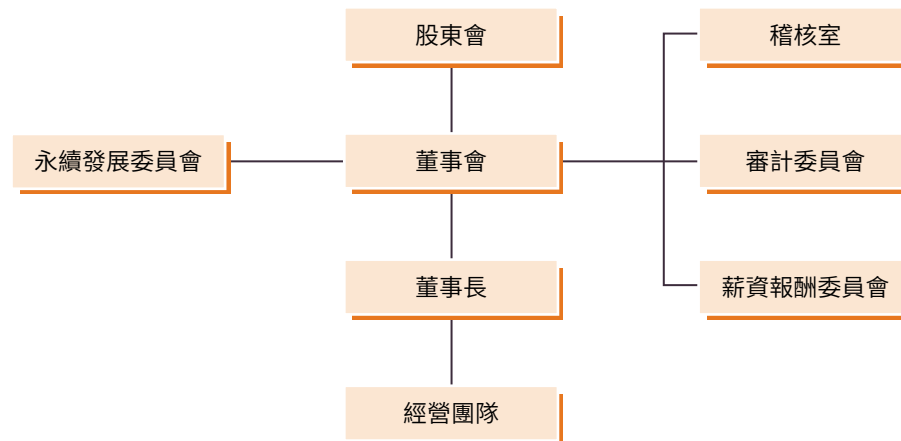 股東會
稽核室
永續發展委員會
董事會
審計委員會
董事長
薪資報酬委員會
經營團隊